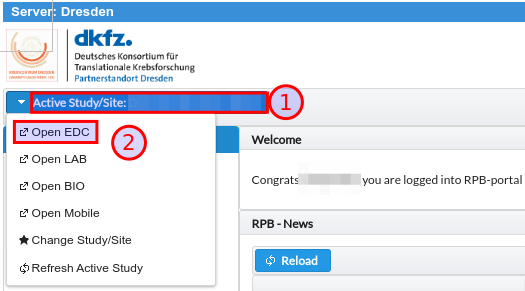 Server: Dresden
dkfz.
Deutsches Konsortium für
Translationale Krebsforschung
Partnerstandort Dresden
Active Study/Site:
1
Open EDC
2
Open LAB
Open BIO
Open Mobile
Change Study/Site
Refresh Active Study
Welcome
Congrats you are logged into RPB-portal
RPB - News
Reload